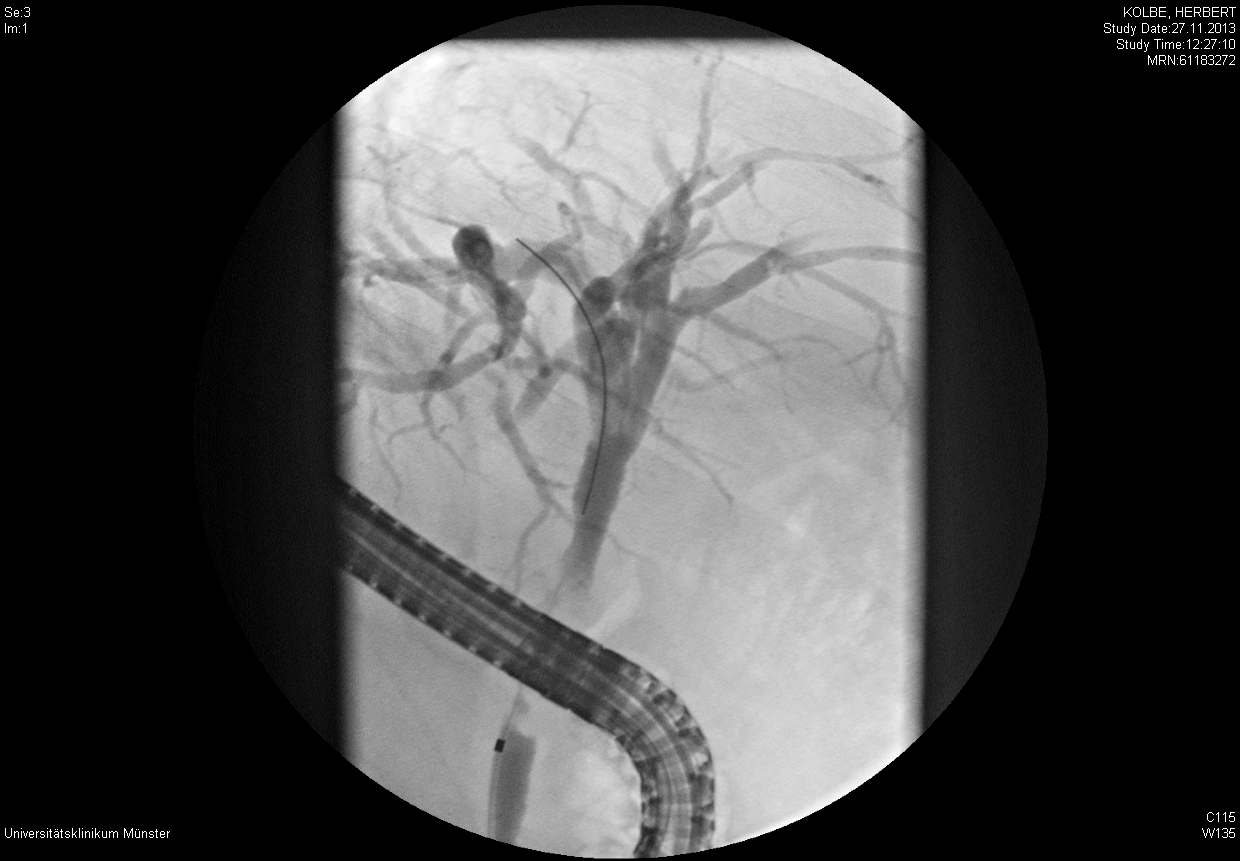 Se:3
Im:1
KOLBE, HERBERT
Study Date:27.11.2013
Study Time:12:27:10
MRN:61183272
Universitätsklinikum Münster
C115
W135